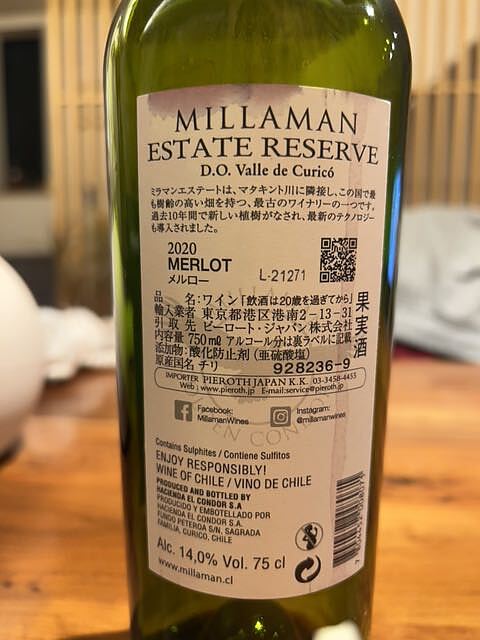 MILLAMAN
ESTATE RESERVE
D.O. Valle de Curicó
ミラマンエステートは、マタキント川に隣接し、この国で最
も樹齢の高い畑を持つ、最古のワイナリーの一つです。
過去10年間で新しい植樹がなされ、最新のテクノロジー
も導入されました。
2020
MERLOT
メルロー
L-21271
品名:ワイン「飲酒は20歳を過ぎてから」
輸入業者 東京都港区港南2-13-31
引取先 ピーロート・ジャパン株式会社
内容量 750mℓ アルコール分は裏ラベルに記載
添加物:酸化防止剤(亜硫酸塩)
原産国名 チリ 928236-9
果実酒
IMPORTER PIEROTH JAPAN K.K. 03-3458-4455
Web : www.pieroth.jp E-mail:service@pieroth.jp
Facebook:
MillamanWines
Instagram:
@millamanwines
Contains Sulphites / Contiene Sulfitos
ENJOY RESPONSIBLY!
WINE OF CHILE / VINO DE CHILE
PRODUCED AND BOTTLED BY
HACIENDA EL CONDOR S.A
PRODUCIDO Y EMBOTELLADO POR
HACIENDA EL CONDOR S.A
FUNDO PETEROA S/N, SAGRADA
FAMILIA, CURICO, CHILE
Alc. 14,0% Vol. 75 cl
www.millaman.cl